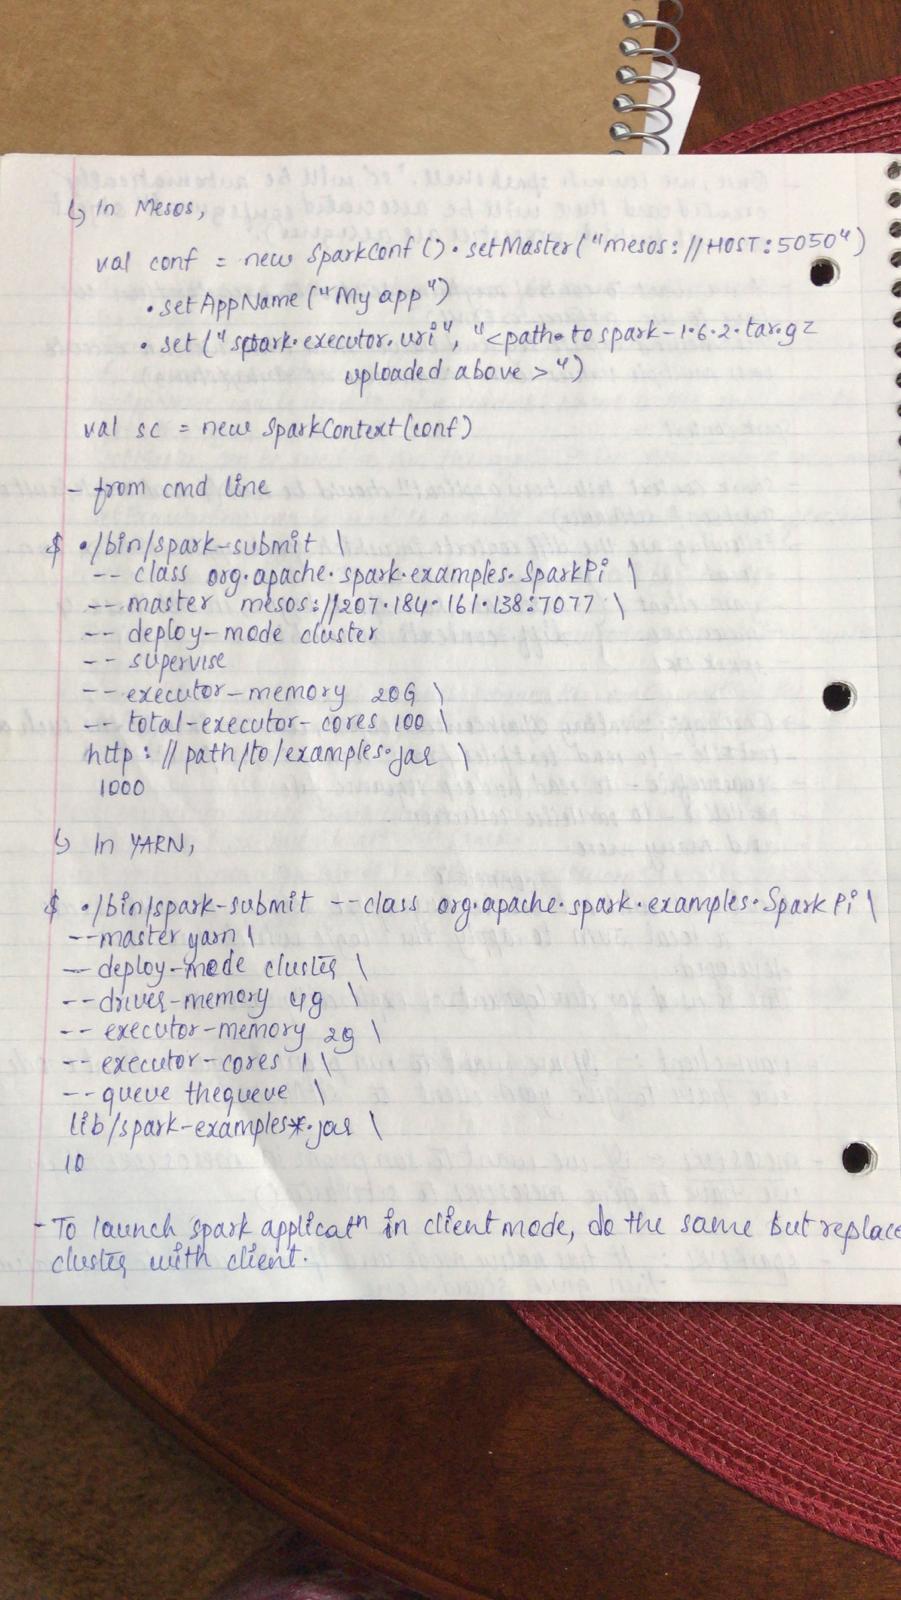 ↳ In Mesos,
val conf = new SparkConf().setMaster("mesos://HOST:5050")
.setAppName("My app")
.set("spark.executor.uri", "<path to spark-1.6.2.tar.gz
uploaded above>")
val sc = new SparkContext(conf)
- from cmd line
$ ./bin/spark-submit \
-- class org.apache.spark.examples.SparkPi \
-- master mesos://207.184.161.138:7077 \
-- deploy-mode cluster
-- supervise
-- executor-memory 20G \
-- total-executor-cores 100 \
http://path/to/examples.jar \
1000
↳ In YARN,
$ ./bin/spark-submit --class org.apache.spark.examples.SparkPi \
--master yarn \
-- deploy-mode cluster \
--driver-memory 4g \
-- executor-memory 2g \
-- executor-cores 1 \
-- queue thequeue \
lib/spark-examples*.jar \
10
- To launch spark applicatn in client mode, do the same but replace
cluster with client.